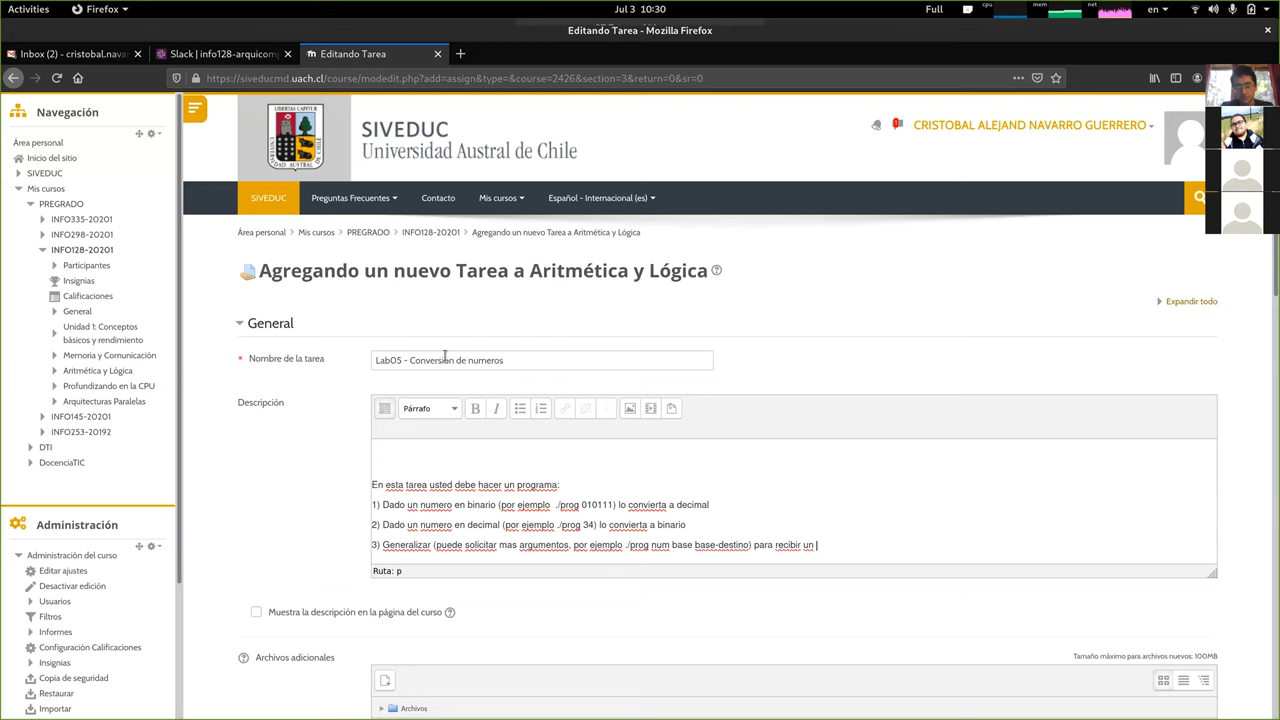 Activities Firefox Jul 3 10:30 Full cpu mem net en
Editando Tarea - Mozilla Firefox
Inbox (2) - cristobal.nava Slack | info128-arquicom Editando Tarea
https://siveducmd.uach.cl/course/modedit.php?add=assign&type=&course=2426&section=3&return=0&sr=0
Navegación
Área personal
Inicio del sitio
SIVEDUC
Mis cursos
PREGRADO
INFO335-20201
INFO298-20201
INFO128-20201
Participantes
Insignias
Calificaciones
General
Unidad 1: Conceptos
básicos y rendimiento
Memoria y Comunicación
Aritmética y Lógica
Profundizando en la CPU
Arquitecturas Paralelas
INFO145-20201
INFO253-20192
DTI
DocenciaTIC
Administración
Administración del curso
Editar ajustes
Desactivar edición
Usuarios
Filtros
Informes
Configuración Calificaciones
Insignias
Copia de seguridad
Restaurar
Importar
SIVEDUC
Universidad Austral de Chile
CRISTOBAL ALEJAND NAVARRO GUERRERO
SIVEDUC Preguntas Frecuentes Contacto Mis cursos Español - Internacional (es)
Área personal Mis cursos PREGRADO INFO128-20201 Agregando un nuevo Tarea a Aritmética y Lógica
Agregando un nuevo Tarea a Aritmética y Lógica
Expandir todo
General
Nombre de la tarea Lab05 - Conversion de numeros
Descripción
Párrafo B I
En esta tarea usted debe hacer un programa:
1) Dado un numero en binario (por ejemplo ./prog 010111) lo convierta a decimal
2) Dado un numero en decimal (por ejemplo ./prog 34) lo convierta a binario
3) Generalizar (puede solicitar mas argumentos, por ejemplo ./prog num base base-destino) para recibir un
Ruta: p
Muestra la descripción en la página del curso
Archivos adicionales
Tamaño máximo para archivos nuevos: 100MB
Archivos